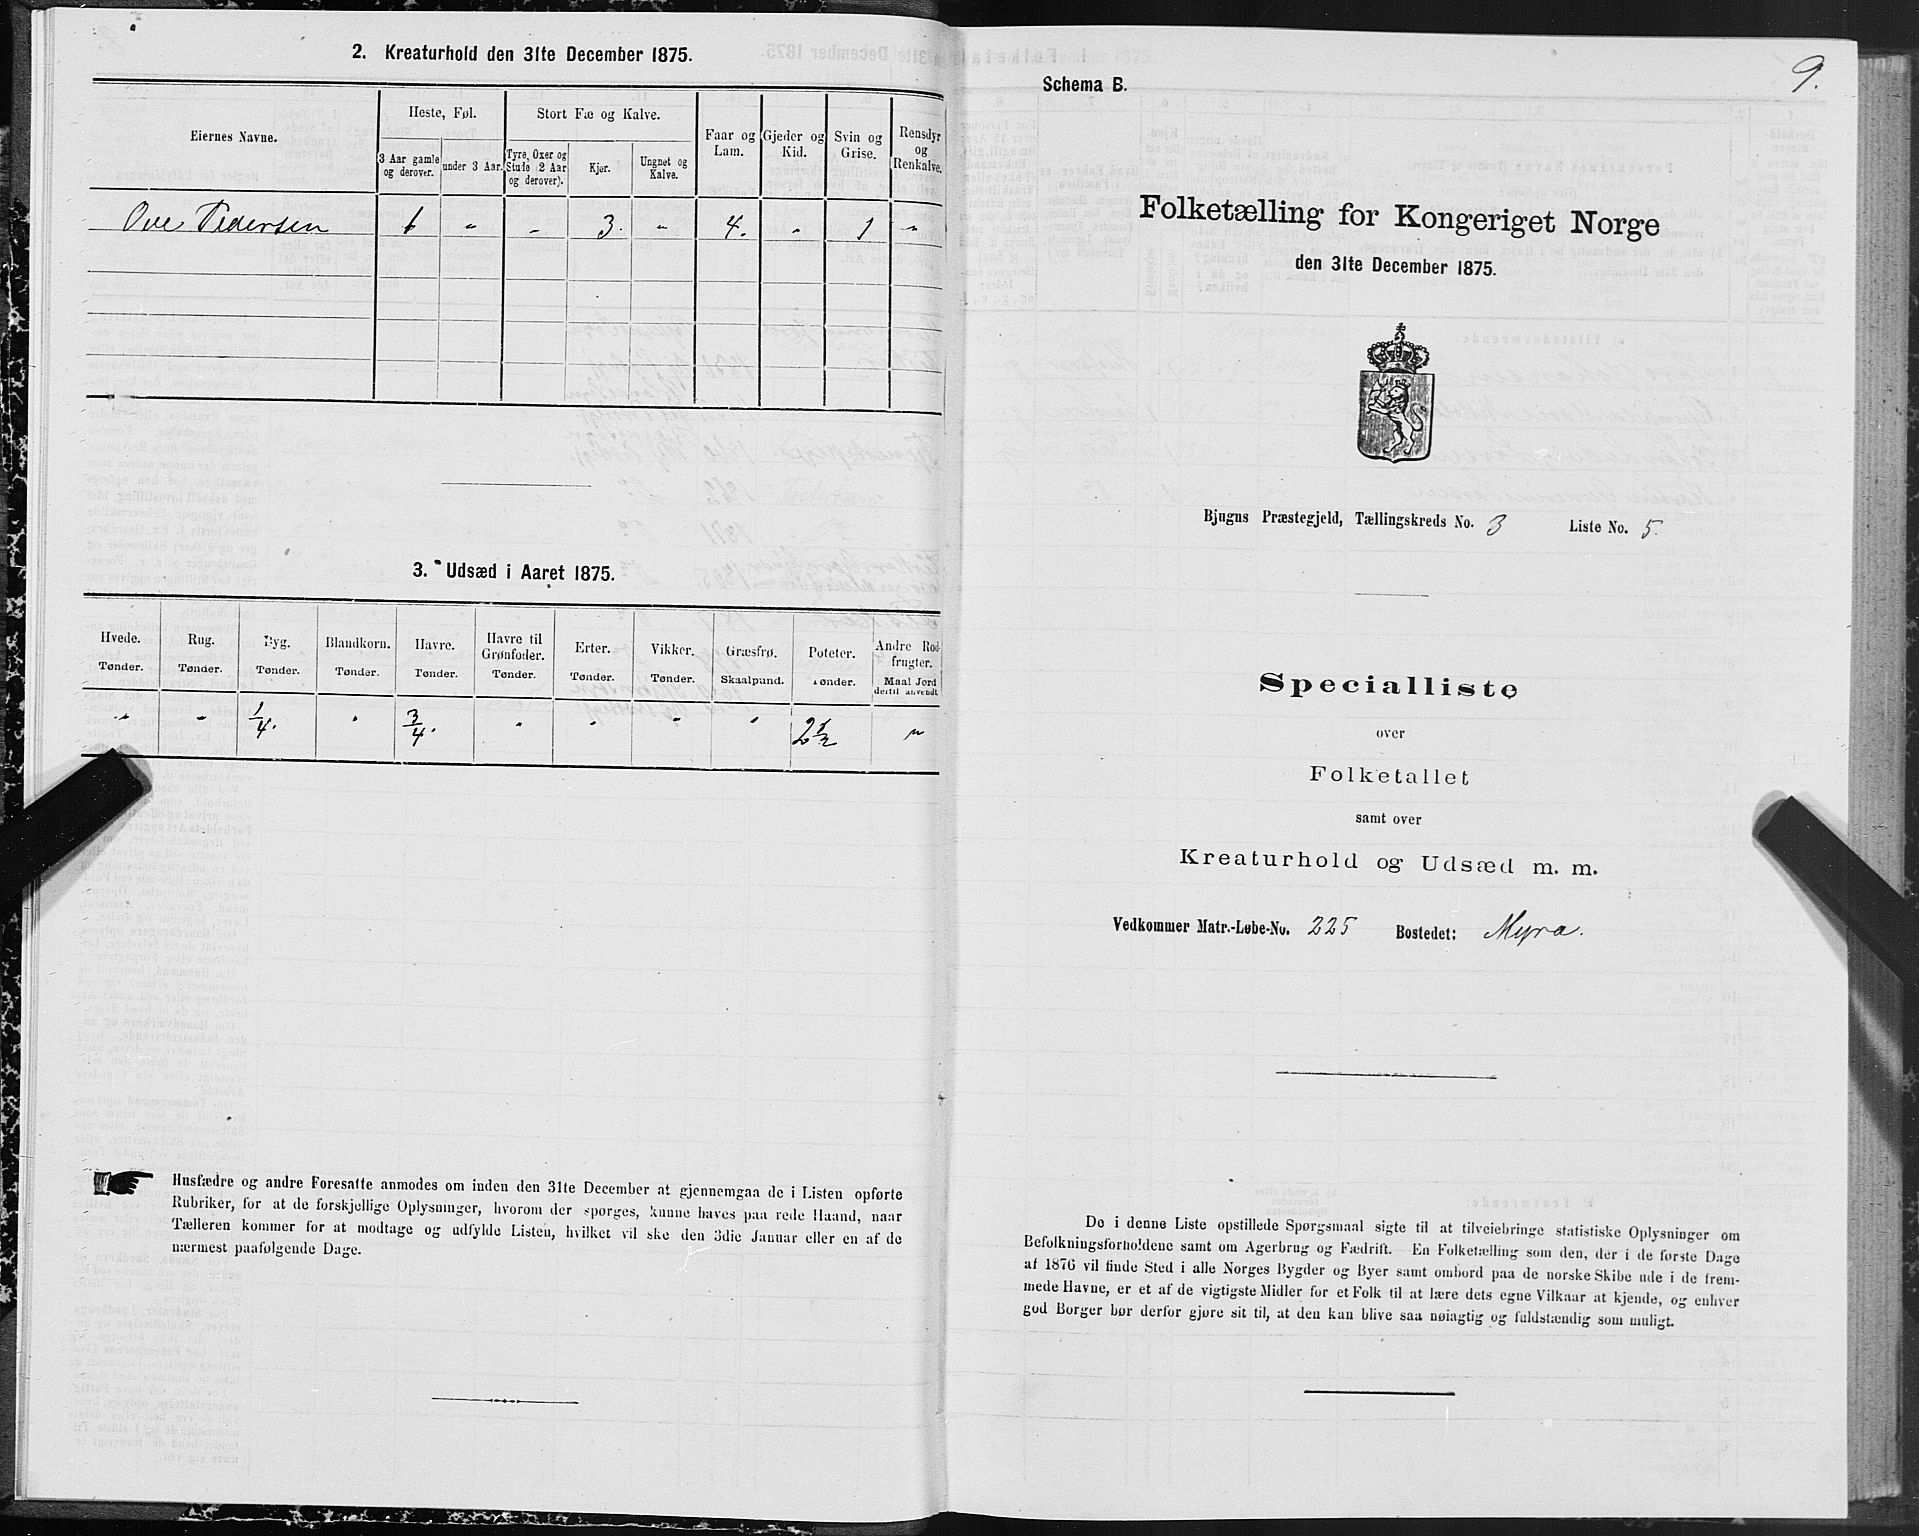 2. Kreaturhold den 31te December 1875.
Eiernes Navne.
Heste, Føl.
Stort Fæ og Kalve.
Faar og Lam.
Gjeder og Kid.
Svin og Grise.
Rensdyr og Renkalve.
3 Aar gamle og derover.
under 3 Aar.
Tyre, Oxer og Stude (2 Aar og derover).
Kjør.
Ungnet og Kalve.
Ove Pedersen 1 " " 3. " 4. " 1 "
3. Udsæd i Aaret 1875.
Hvede. Rug. Byg. Blandkorn. Havre. Havre til Grønfoder. Erter. Vikker. Græsfrø. Poteter. Andre Rodfrugter.
Tønder. Tønder. Tønder. Tønder. Tønder. Tønder. Tønder. Tønder. Skaalpund. Tønder. Maal Jord dertil anvendt
" " 1/4. " 3/4. " " " " 2 1/2 "
Husfædre og andre Foresatte anmodes om inden den 31te December at gjennemgaa de i Listen opførte
Rubriker, for at de forskjellige Oplysninger, hvorom der spørges, kunne haves paa rede Haand, naar
Tælleren kommer for at modtage og udfylde Listen, hvilket vil ske den 3die Januar eller en af de
nærmest paafølgende Dage.
9.
Schema B.
Folketælling for Kongeriget Norge
den 31te December 1875.
Bjugns Præstegjeld, Tællingskreds No. 3 Liste No. 5.
Specialliste
over
Folketallet
samt over
Kreaturhold og Udsæd m. m.
Vedkommer Matr.-Løbe-No. 225 Bostedet: Myra.
De i denne Liste opstillede Spørgsmaal sigte til at tilveiebringe statistiske Oplysninger om
Befolkningsforholdene samt om Agerbrug og Fædrift. En Folketælling som den, der i de første Dage
af 1876 vil finde Sted i alle Norges Bygder og Byer samt ombord paa de norske Skibe ude i de frem-
mede Havne, er et af de vigtigste Midler for et Folk til at lære dets egne Vilkaar at kjende, og enhver
god Borger bør derfor gjøre sit til, at den kan blive saa nøiagtig og fuldstændig som muligt.